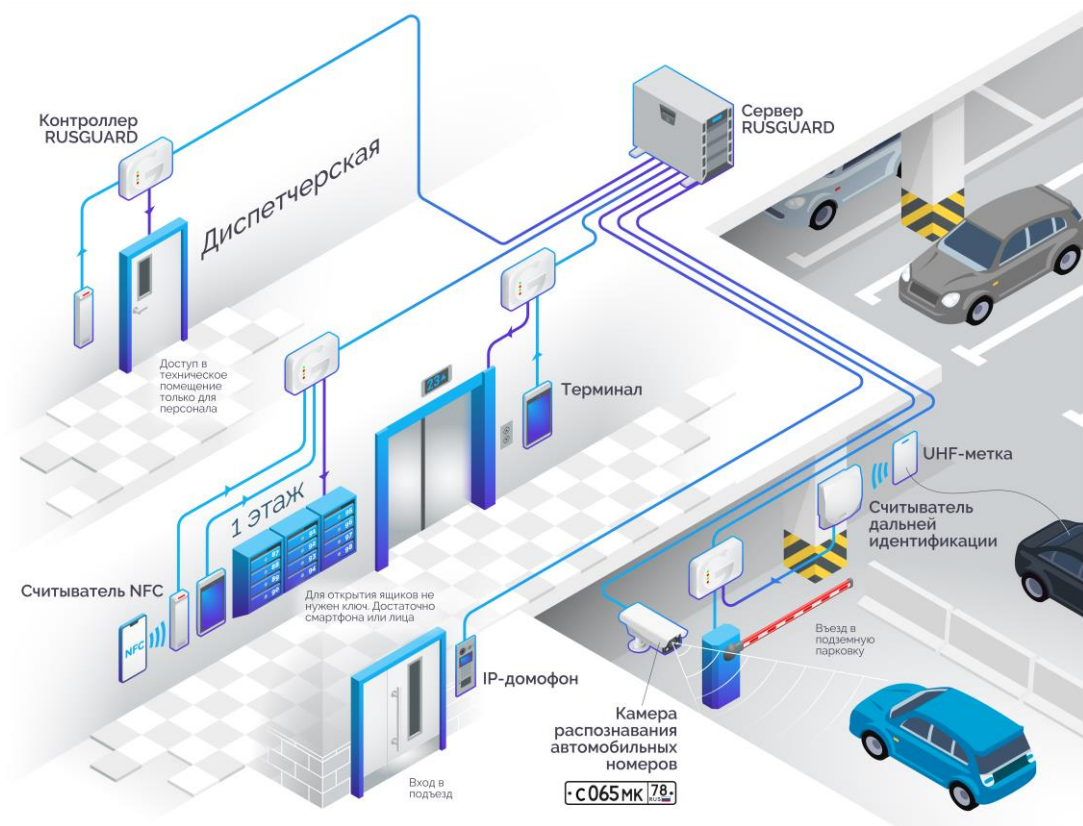 Контроллер
RUSGUARD
Сервер
RUSGUARD
Диспетчерская
Доступ в
техническое
помещение
только для
персонала
23
Терминал
UHF-метка
Считыватель
дальней
идентификации
1 этаж
Считыватель NFC
NFC
Для открытия ящиков не
нужен ключ. Достаточно
смартфона или лица
Въезд в
подземную
парковку
IP-домофон
Камера
распознавания
автомобильных
номеров
Вход в
подъезд
С065МК 78
RUS